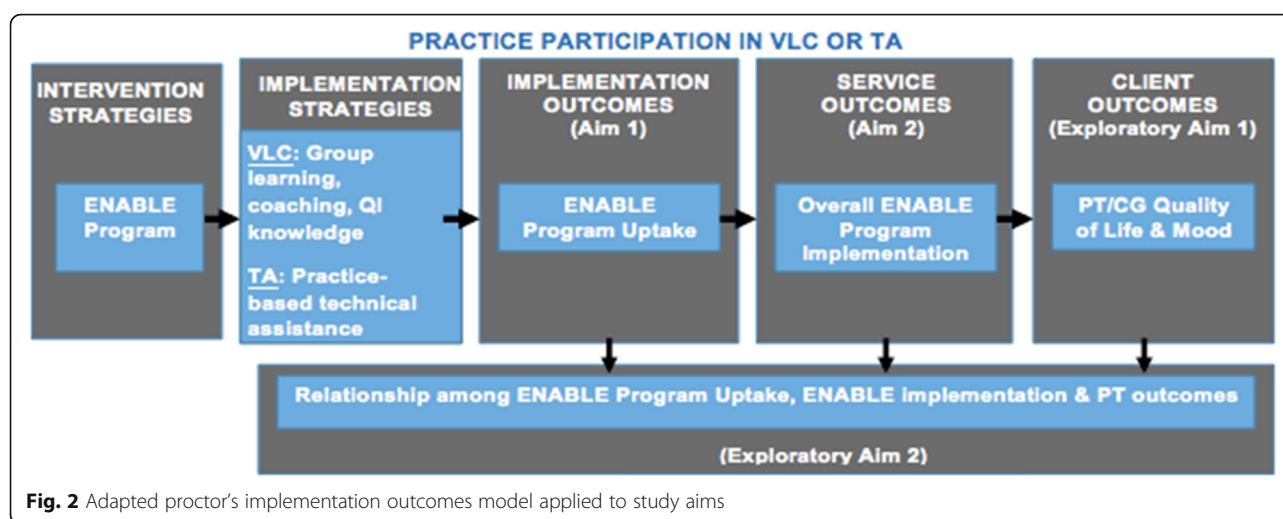 PRACTICE PARTICIPATION IN VLC OR TA
INTERVENTION
STRATEGIES
ENABLE
Program
IMPLEMENTATION
STRATEGIES
VLC: Group
learning,
coaching, QI
knowledge
TA: Practice-
based technical
assistance
IMPLEMENTATION
OUTCOMES
(Aim 1)
ENABLE
Program Uptake
SERVICE
OUTCOMES
(Aim 2)
Overall ENABLE
Program
Implementation
CLIENT
OUTCOMES
(Exploratory Aim 1)
PT/CG Quality
of Life & Mood
Relationship among ENABLE Program Uptake, ENABLE implementation & PT outcomes
(Exploratory Aim 2)
Fig. 2 Adapted proctor's implementation outcomes model applied to study aims